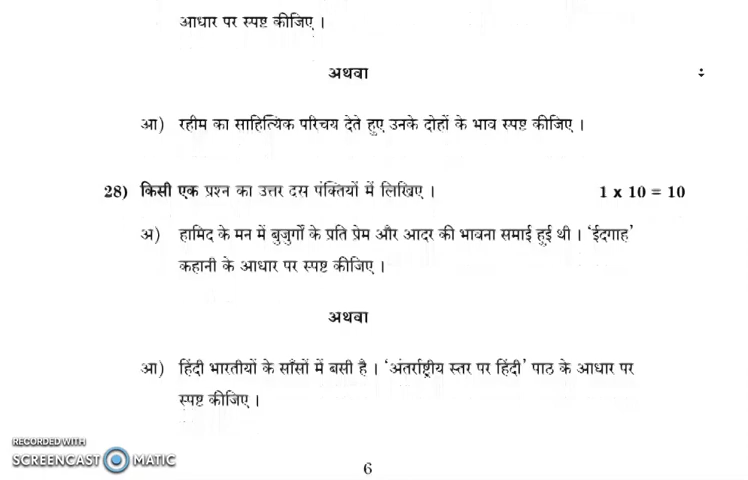 आधार पर स्पष्ट कीजिए ।
अथवा
आ) रहीम का साहित्यिक परिचय देते हुए उनके दोहों के भाव स्पष्ट कीजिए ।
28) किसी एक प्रश्न का उत्तर दस पंक्तियों में लिखिए । 1 x 10 = 10
अ) हामिद के मन में बुजुर्गों के प्रति प्रेम और आदर की भावना समाई हुई थी । 'ईदगाह'
कहानी के आधार पर स्पष्ट कीजिए ।
अथवा
आ) हिंदी भारतीयों के साँसों में बसी है । 'अंतर्राष्ट्रीय स्तर पर हिंदी' पाठ के आधार पर
स्पष्ट कीजिए ।
RECORDED WITH
SCREENCAST O MATIC
6